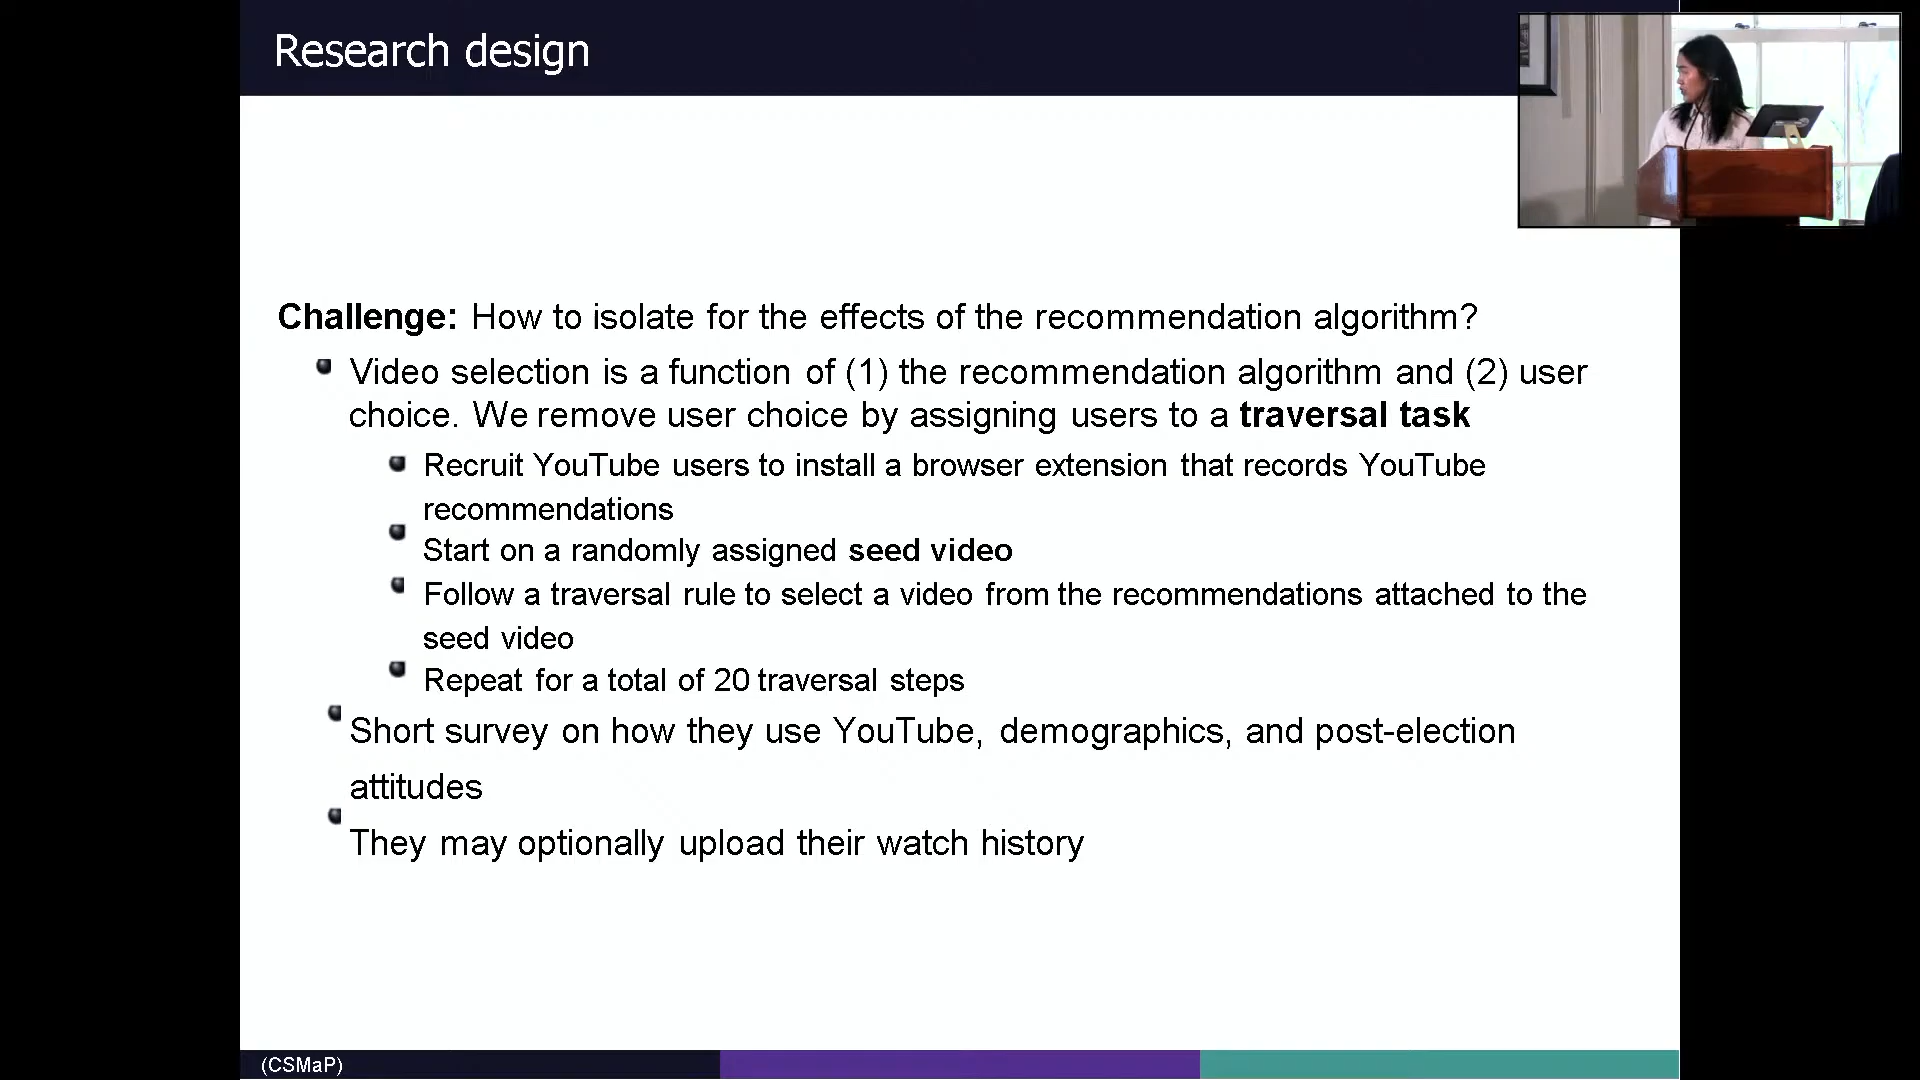 Research design
Challenge: How to isolate for the effects of the recommendation algorithm?
Video selection is a function of (1) the recommendation algorithm and (2) user
choice. We remove user choice by assigning users to a traversal task
Recruit YouTube users to install a browser extension that records YouTube
recommendations
Start on a randomly assigned seed video
Follow a traversal rule to select a video from the recommendations attached to the
seed video
Repeat for a total of 20 traversal steps
Short survey on how they use YouTube, demographics, and post-election
attitudes
They may optionally upload their watch history
(CSMaP)